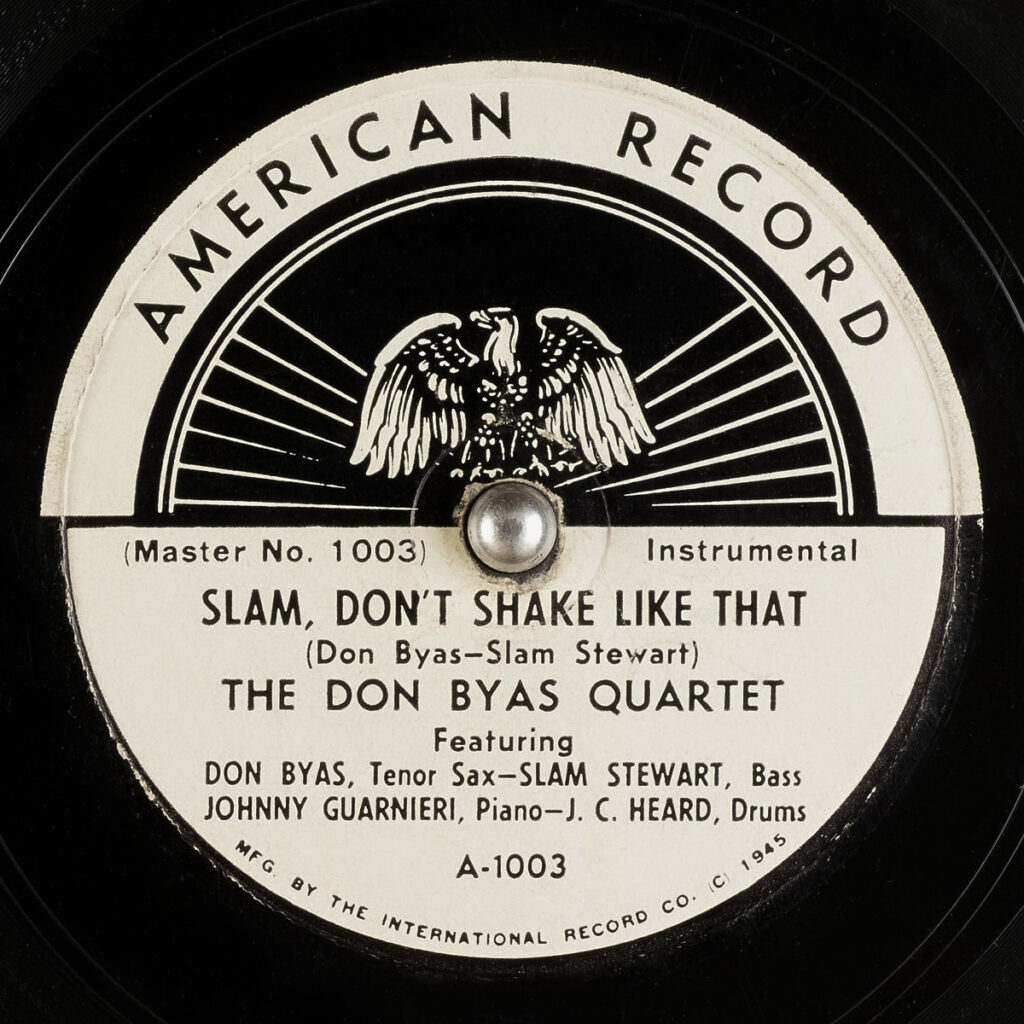 AMERICAN RECORD
(Master No. 1003) Instrumental
SLAM, DON'T SHAKE LIKE THAT
(Don Byas–Slam Stewart)
THE DON BYAS QUARTET
Featuring
DON BYAS, Tenor Sax–SLAM STEWART, Bass
JOHNNY GUARNIERI, Piano–J. C. HEARD, Drums
A-1003
MFG. BY THE INTERNATIONAL RECORD CO. (C) 1945